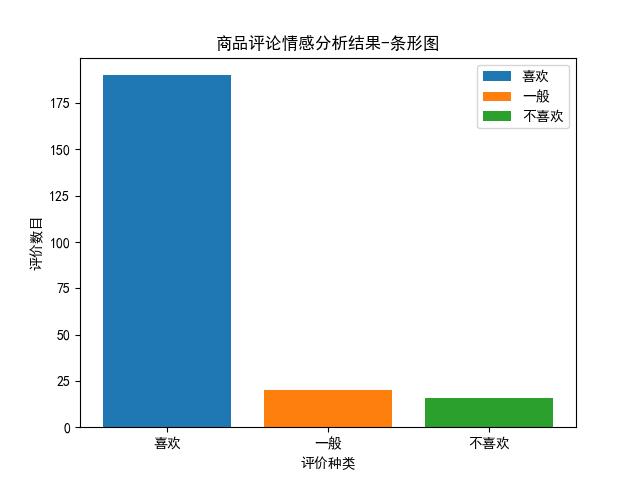 商品评论情感分析结果-条形图
喜欢
一般
不喜欢
评价数目
175
150
125
100
75
50
25
0
喜欢 一般 不喜欢
评价种类